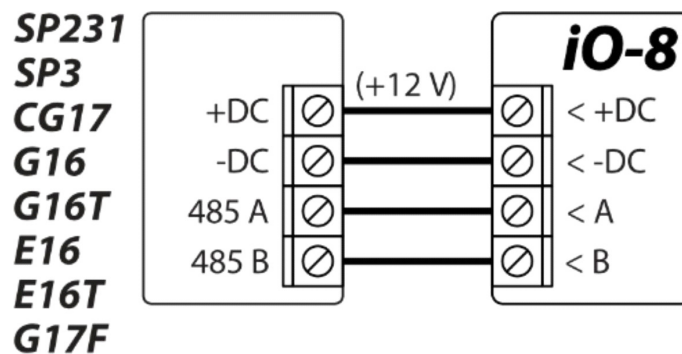 SP231
SP3
CG17
G16
G16T
E16
E16T
G17F
+DC
-DC
485 A
485 B
(+12 V)
iO-8
< +DC
< -DC
< A
< B